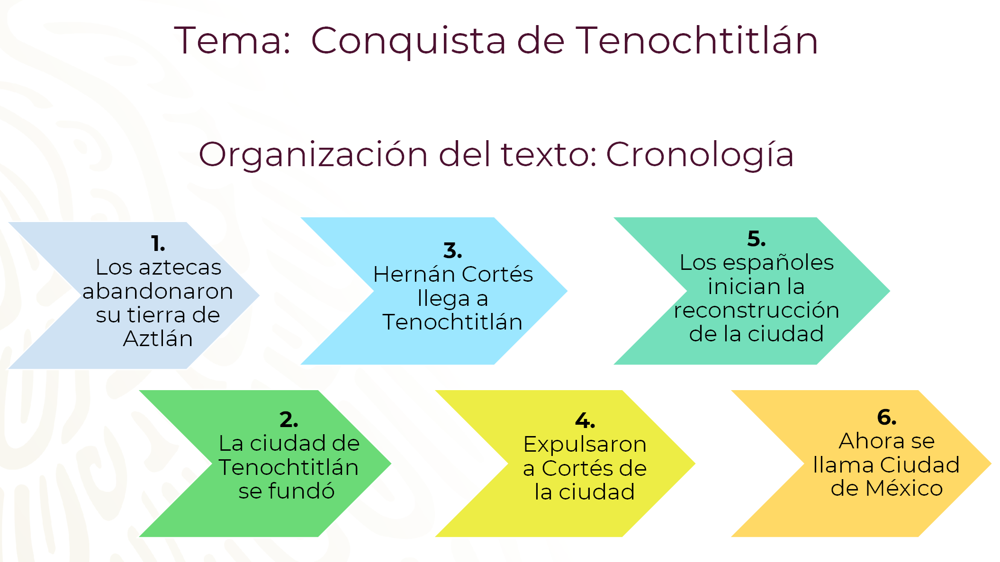 Tema:  Conquista de Tenochtitlán
Organización del texto: Cronología
1.
Los aztecas
abandonaron
su tierra de
Aztlán
2.
La ciudad de
Tenochtitlán
se fundó
3.
Hernán Cortés
llega a
Tenochtitlán
4.
Expulsaron
a Cortés de
la ciudad
5.
Los españoles
inician la
reconstrucción
de la ciudad
6.
Ahora se
llama Ciudad
de México